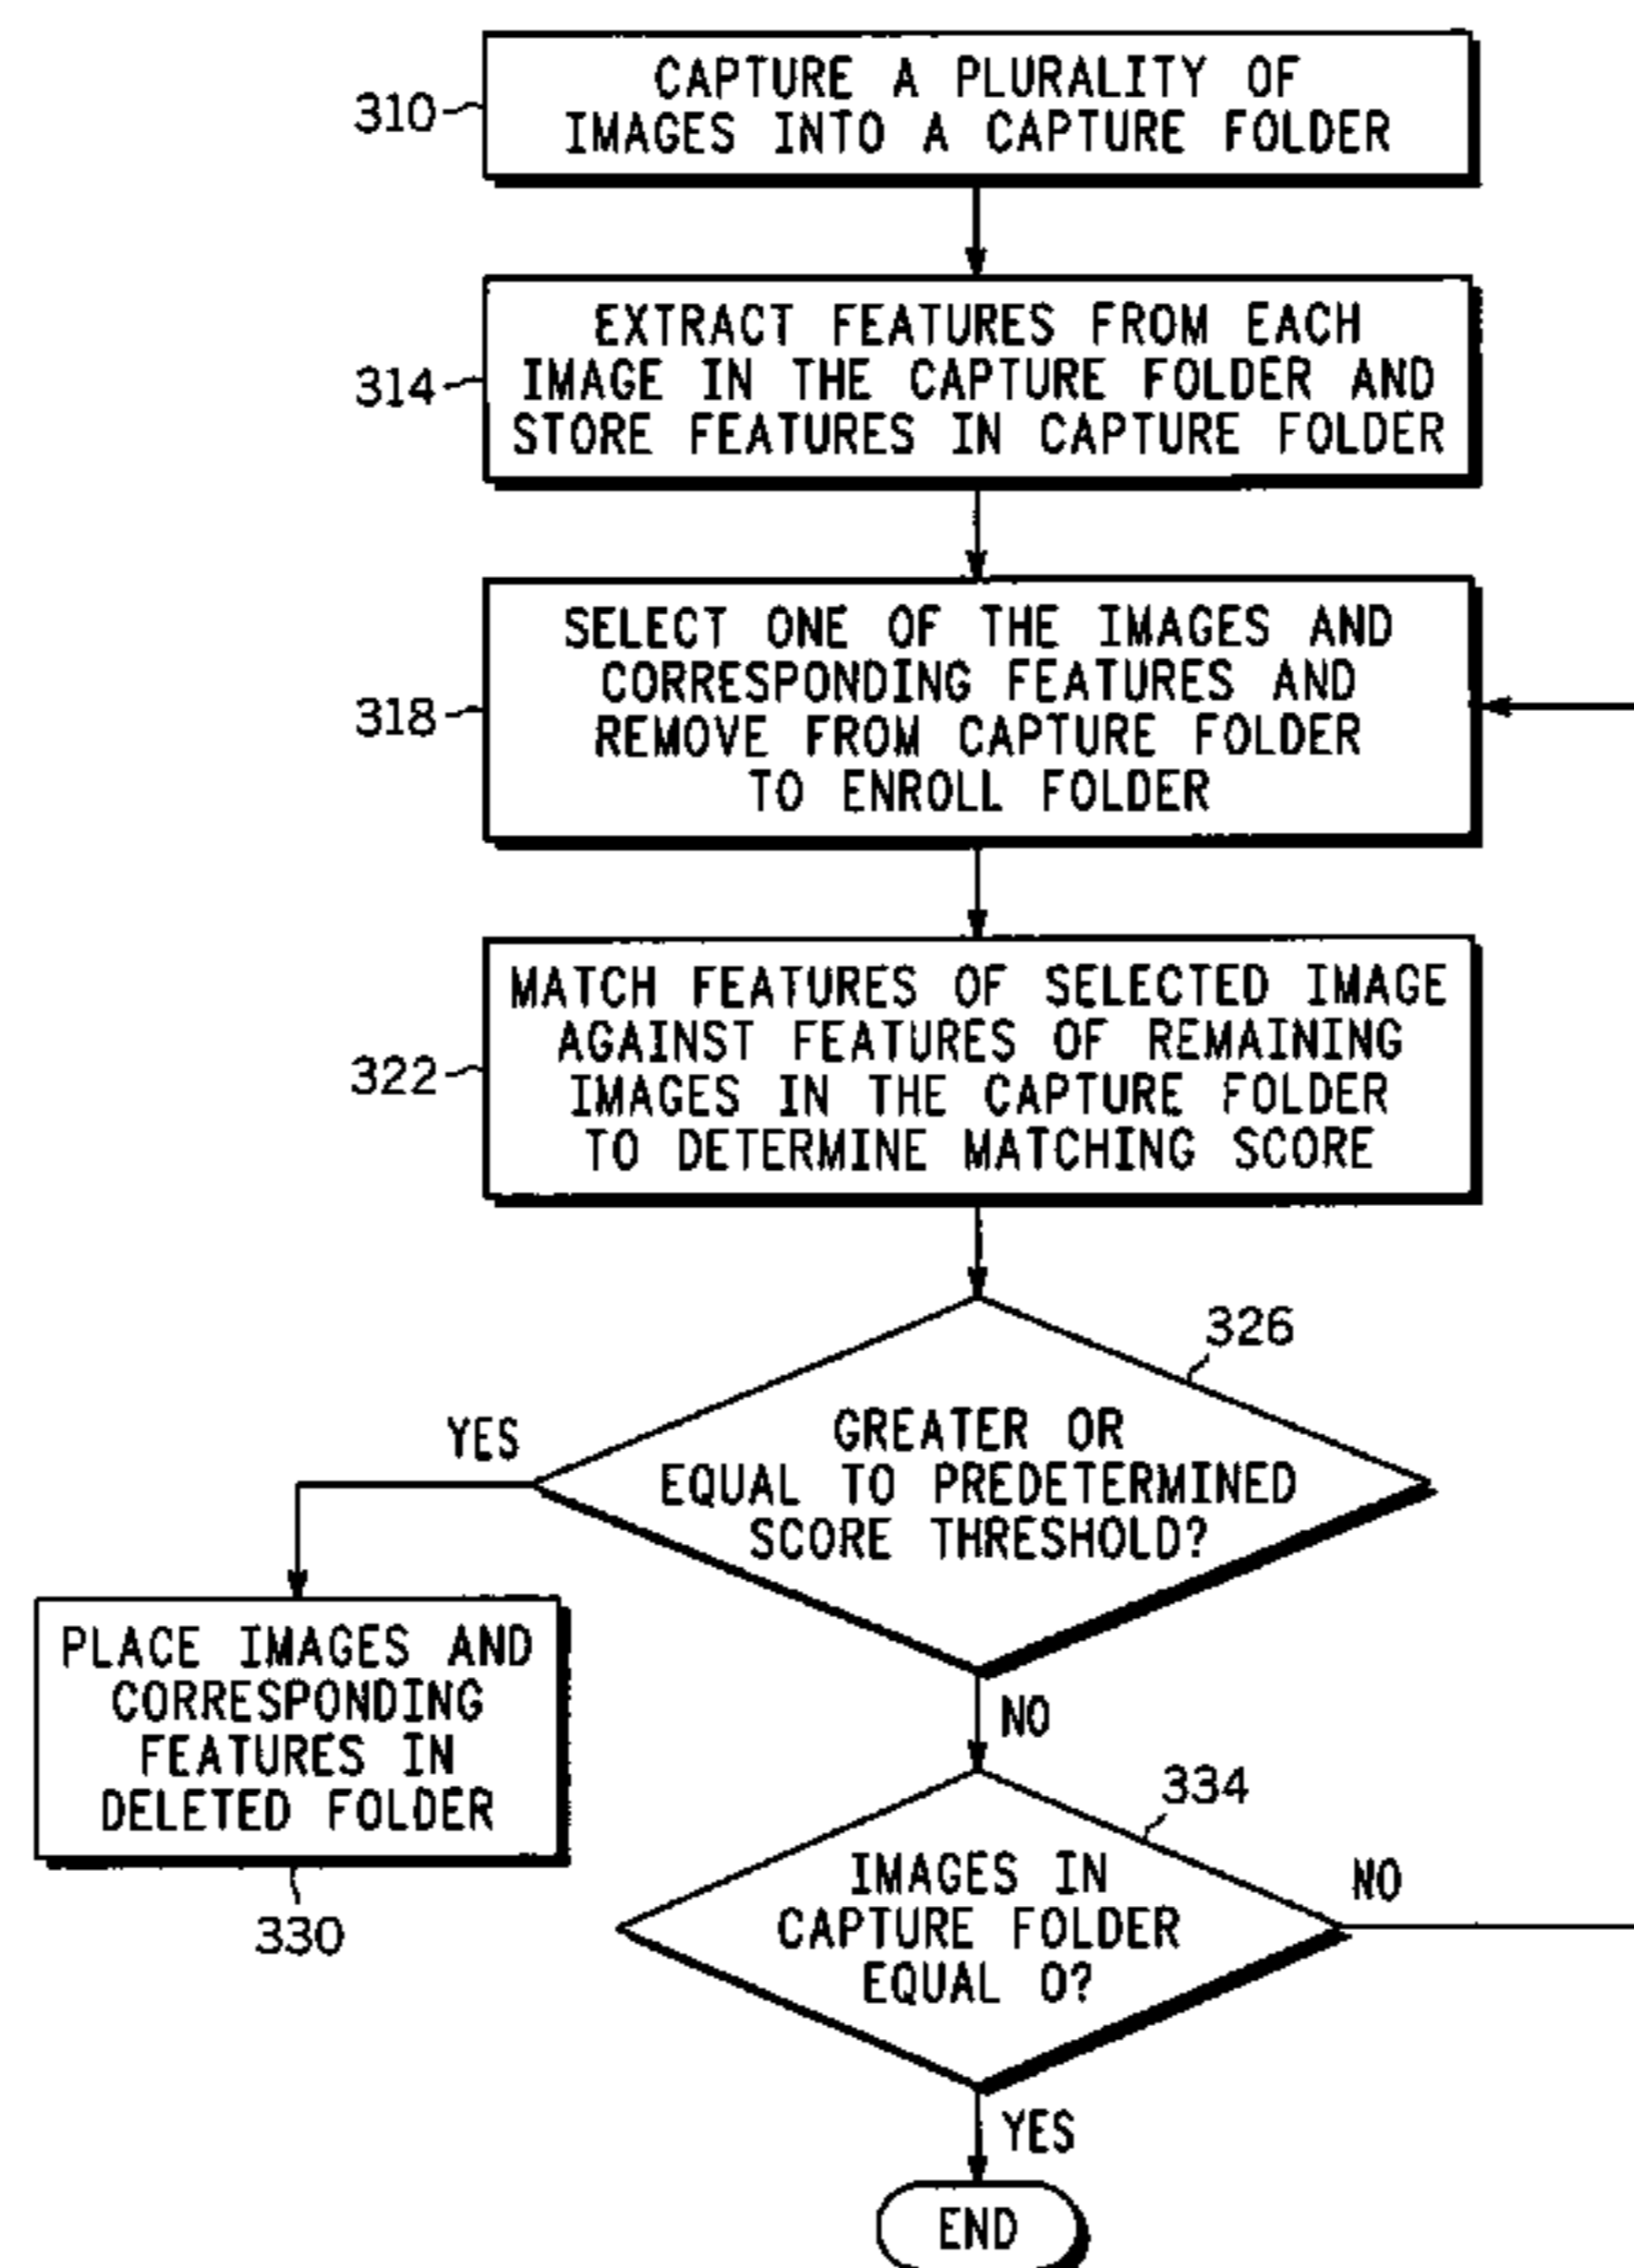 310
CAPTURE A PLURALITY OF
IMAGES INTO A CAPTURE FOLDER
314
EXTRACT FEATURES FROM EACH
IMAGE IN THE CAPTURE FOLDER AND
STORE FEATURES IN CAPTURE FOLDER
318
SELECT ONE OF THE IMAGES AND
CORRESPONDING FEATURES AND
REMOVE FROM CAPTURE FOLDER
TO ENROLL FOLDER
322
MATCH FEATURES OF SELECTED IMAGE
AGAINST FEATURES OF REMAINING
IMAGES IN THE CAPTURE FOLDER
TO DETERMINE MATCHING SCORE
326
GREATER OR
EQUAL TO PREDETERMINED
SCORE THRESHOLD?
YES
PLACE IMAGES AND
CORRESPONDING
FEATURES IN
DELETED FOLDER
330
NO
334
IMAGES IN
CAPTURE FOLDER
EQUAL 0?
NO
YES
END